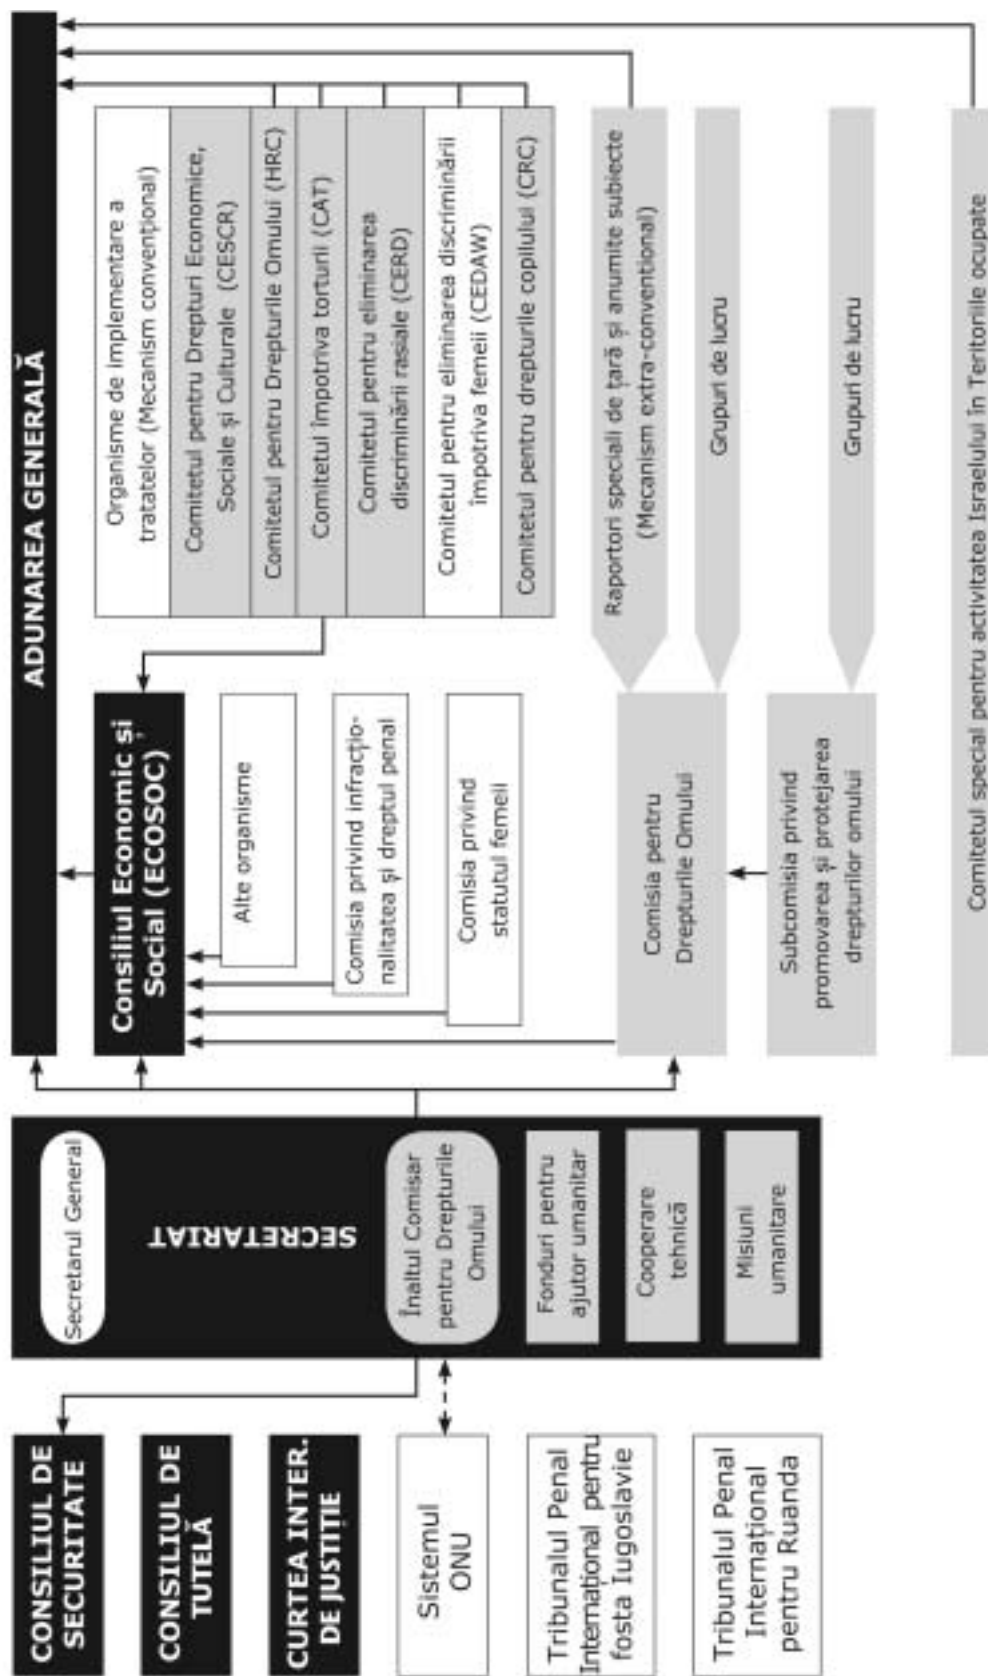 CONSILIUL DE
SECURITATE
CONSILIUL DE
TUTELĂ
CURTEA INTER.
DE JUSTIȚIE
Sistemul
ONU
Tribunalul Penal
Internațional pentru
fosta Iugoslavie
Tribunalul Penal
Internațional
pentru Ruanda
Secretarul General
SECRETARIAT
Înaltul Comisar
pentru Drepturile
Omului
Fonduri pentru
ajutor umanitar
Cooperare
tehnică
Misiuni
umanitare
ADUNAREA GENERALĂ
Consiliul Economic și
Social (ECOSOC)
Alte organisme
Comisia privind infracțio-
nalitatea și dreptul penal
Comisia privind
statutul femeii
Comisia pentru
Drepturile Omului
Subcomisia privind
promovarea și protejarea
drepturilor omului
Organisme de implementare a
tratatelor (Mecanism convențional)
Comitetul pentru Drepturi Economice,
Sociale și Culturale (CESCR)
Comitetul pentru Drepturile Omului (HRC)
Comitetul împotriva torturii (CAT)
Comitetul pentru eliminarea
discriminării rasiale (CERD)
Comitetul pentru eliminarea discriminării
împotriva femeii (CEDAW)
Comitetul pentru drepturile copilului (CRC)
Raportori speciali de țară și anumite subiecte
(Mecanism extra-conventional)
Grupuri de lucru
Grupuri de lucru
Comitetul special pentru activitatea Israelului în Teritoriile ocupate